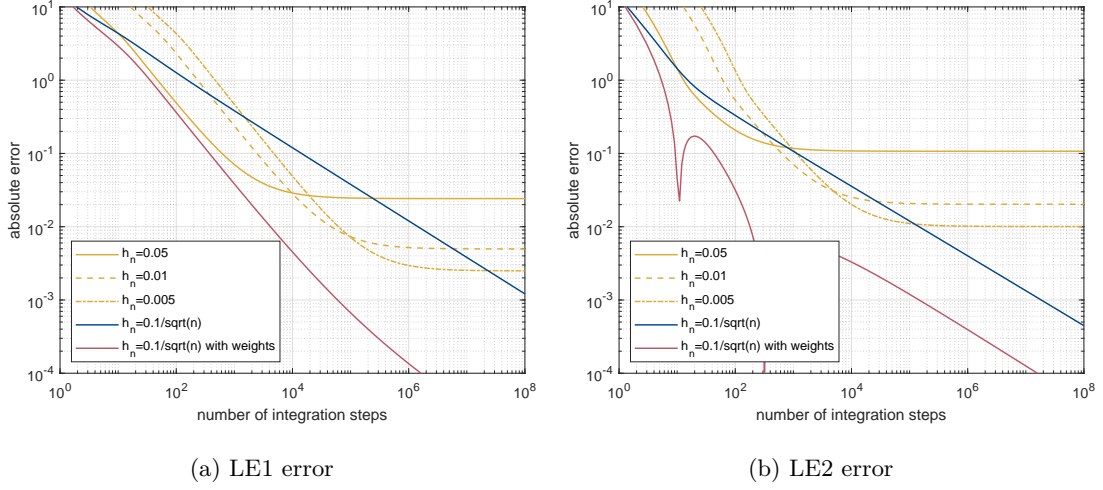 10^1
10^0
10^-1
10^-2
10^-3
10^-4
absolute error
h_n=0.05
h_n=0.01
h_n=0.005
h_n=0.1/sqrt(n)
h_n=0.1/sqrt(n) with weights
10^0 10^2 10^4 10^6 10^8
number of integration steps
(a) LE1 error
10^1
10^0
10^-1
10^-2
10^-3
10^-4
absolute error
h_n=0.05
h_n=0.01
h_n=0.005
h_n=0.1/sqrt(n)
h_n=0.1/sqrt(n) with weights
10^0 10^2 10^4 10^6 10^8
number of integration steps
(b) LE2 error